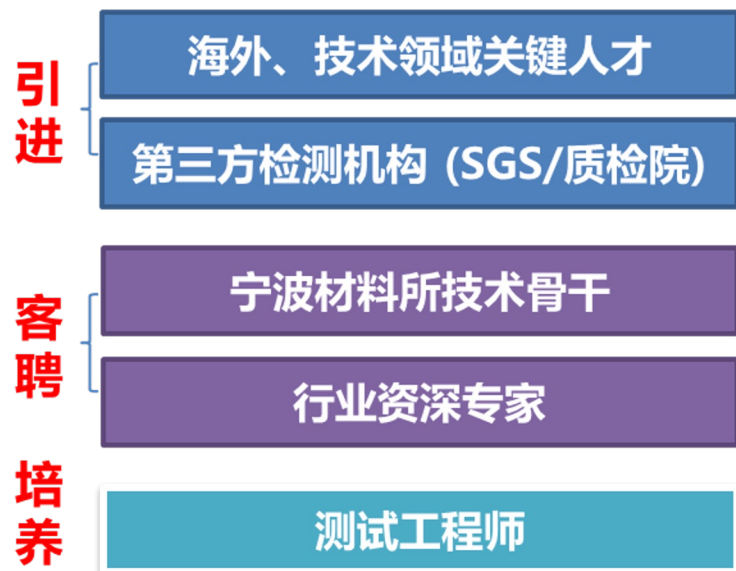 引进
海外、技术领域关键人才
第三方检测机构 (SGS/质检院)
客聘
宁波材料所技术骨干
行业资深专家
培养
测试工程师